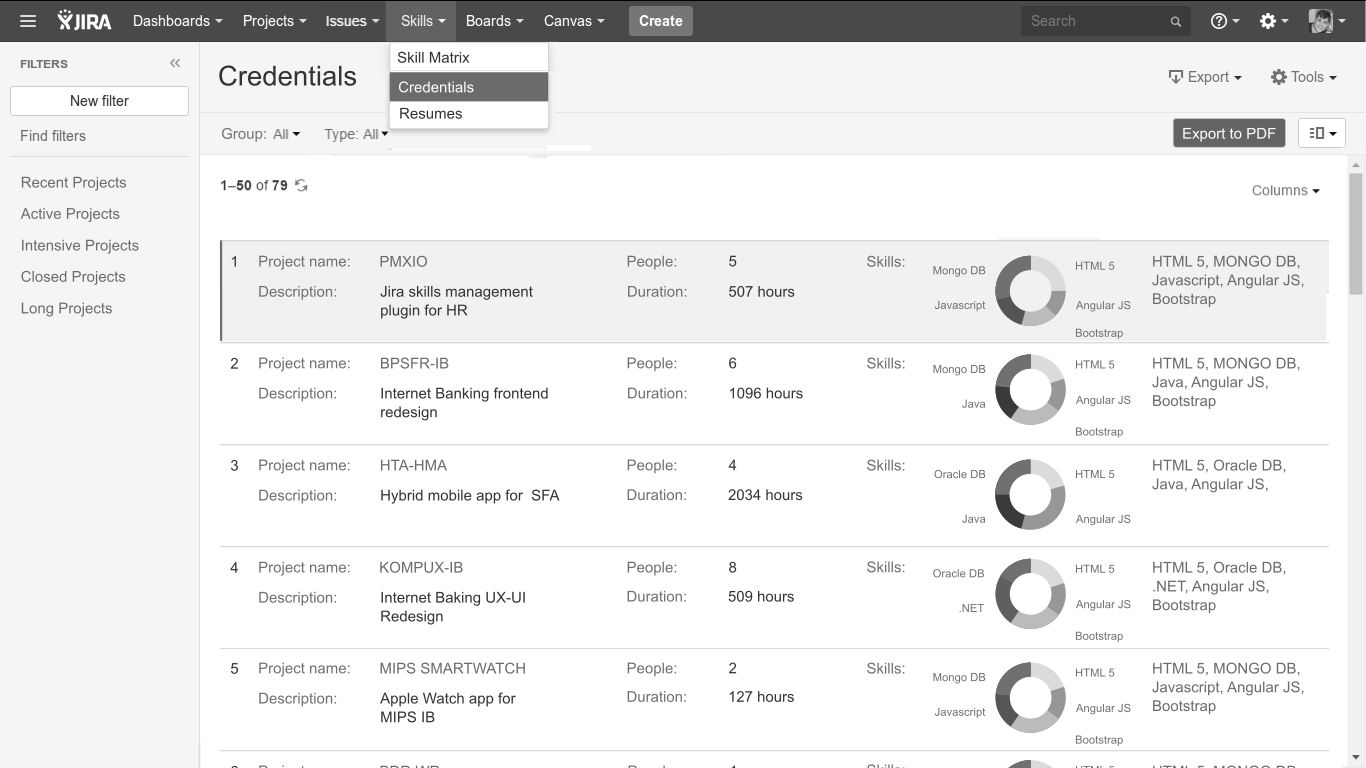 JIRA Dashboards Projects Issues Skills Boards Canvas Create Search
FILTERS
New filter
Find filters
Recent Projects
Active Projects
Intensive Projects
Closed Projects
Long Projects
Skill Matrix
Credentials
Resumes
Credentials
Export Tools
Group: All Type: All
Export to PDF
1–50 of 79
Columns
1 Project name: PMXIO People: 5 Skills:
Description: Jira skills management
plugin for HR
Duration: 507 hours
Mongo DB HTML 5
Javascript Angular JS
Bootstrap
HTML 5, MONGO DB,
Javascript, Angular JS,
Bootstrap
2 Project name: BPSFR-IB People: 6 Skills:
Description: Internet Banking frontend
redesign
Duration: 1096 hours
Mongo DB HTML 5
Java Angular JS
Bootstrap
HTML 5, MONGO DB,
Java, Angular JS,
Bootstrap
3 Project name: HTA-HMA People: 4 Skills:
Description: Hybrid mobile app for SFA
Duration: 2034 hours
Oracle DB HTML 5
Java Angular JS
HTML 5, Oracle DB,
Java, Angular JS,
4 Project name: KOMPUX-IB People: 8 Skills:
Description: Internet Baking UX-UI
Redesign
Duration: 509 hours
Oracle DB HTML 5
.NET Angular JS
Bootstrap
HTML 5, Oracle DB,
.NET, Angular JS,
Bootstrap
5 Project name: MIPS SMARTWATCH People: 2 Skills:
Description: Apple Watch app for
MIPS IB
Duration: 127 hours
Mongo DB HTML 5
Javascript Angular JS
Bootstrap
HTML 5, MONGO DB,
Javascript, Angular JS,
Bootstrap